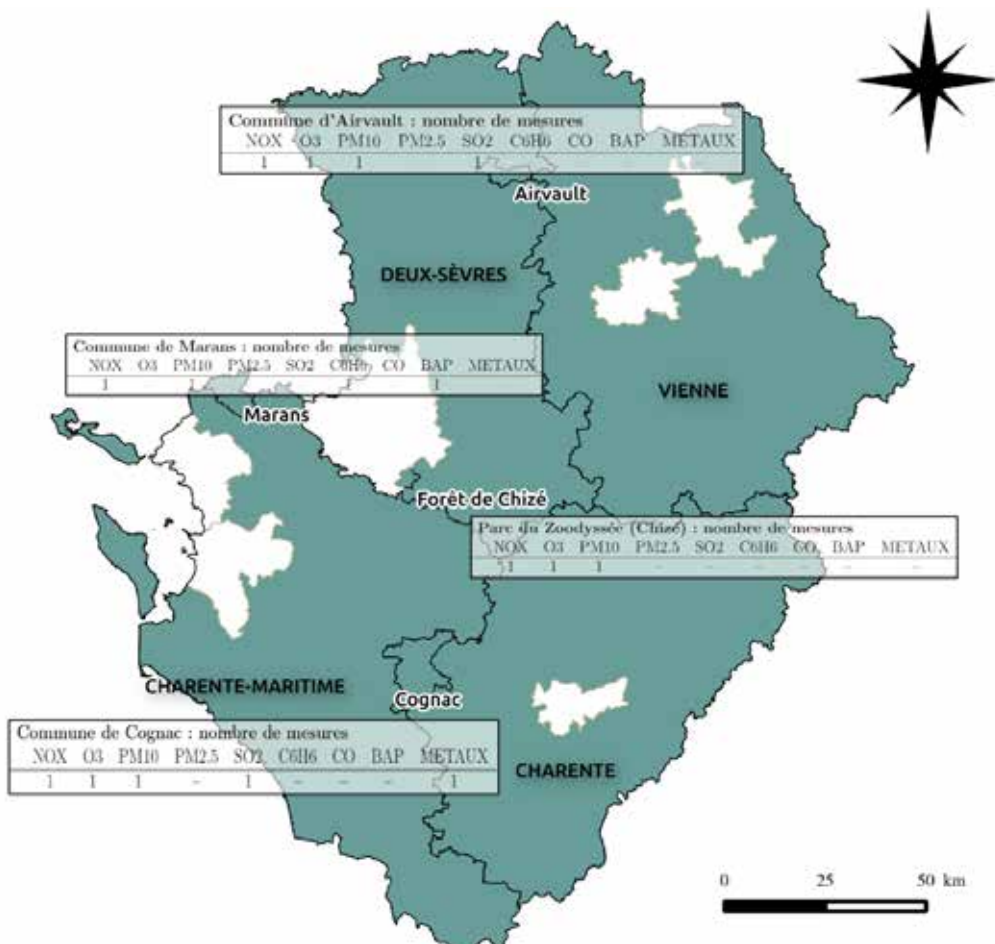 Commune d'Airvault : nombre de mesures
NOX O3 PM10 PM2.5 SO2 C6H6 CO BAP METAUX
1 1 1 1
Airvault
DEUX-SÈVRES
Commune de Marans : nombre de mesures
NOX O3 PM10 PM2.5 SO2 C6H6 CO BAP METAUX
1 1 1 1
VIENNE
Marans
Forêt de Chizé
Parc du Zoodyssée (Chizé) : nombre de mesures
NOX O3 PM10 PM2.5 SO2 C6H6 CO BAP METAUX
1 1 1 – – – – – –
CHARENTE-MARITIME
Cognac
Commune de Cognac : nombre de mesures
NOX O3 PM10 PM2.5 SO2 C6H6 CO BAP METAUX
1 1 1 – 1 – – – 1
CHARENTE
0 25 50 km